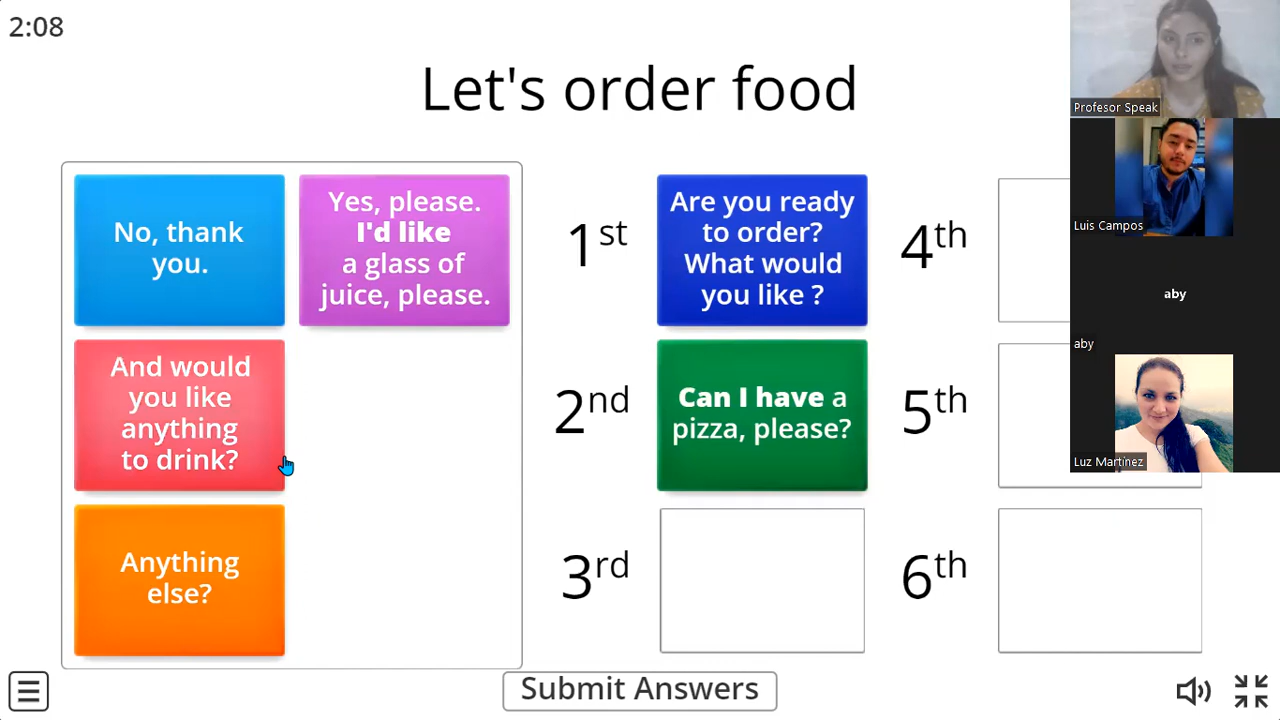 2:08
Let's order food
No, thank
you.
Yes, please.
I'd like
a glass of
juice, please.
And would
you like
anything
to drink?
Anything
else?
1st
Are you ready
to order?
What would
you like ?
2nd
Can I have a
pizza, please?
3rd
4th
5th
6th
Submit Answers
Profesor Speak
Luis Campos
aby
aby
Luz Martinez